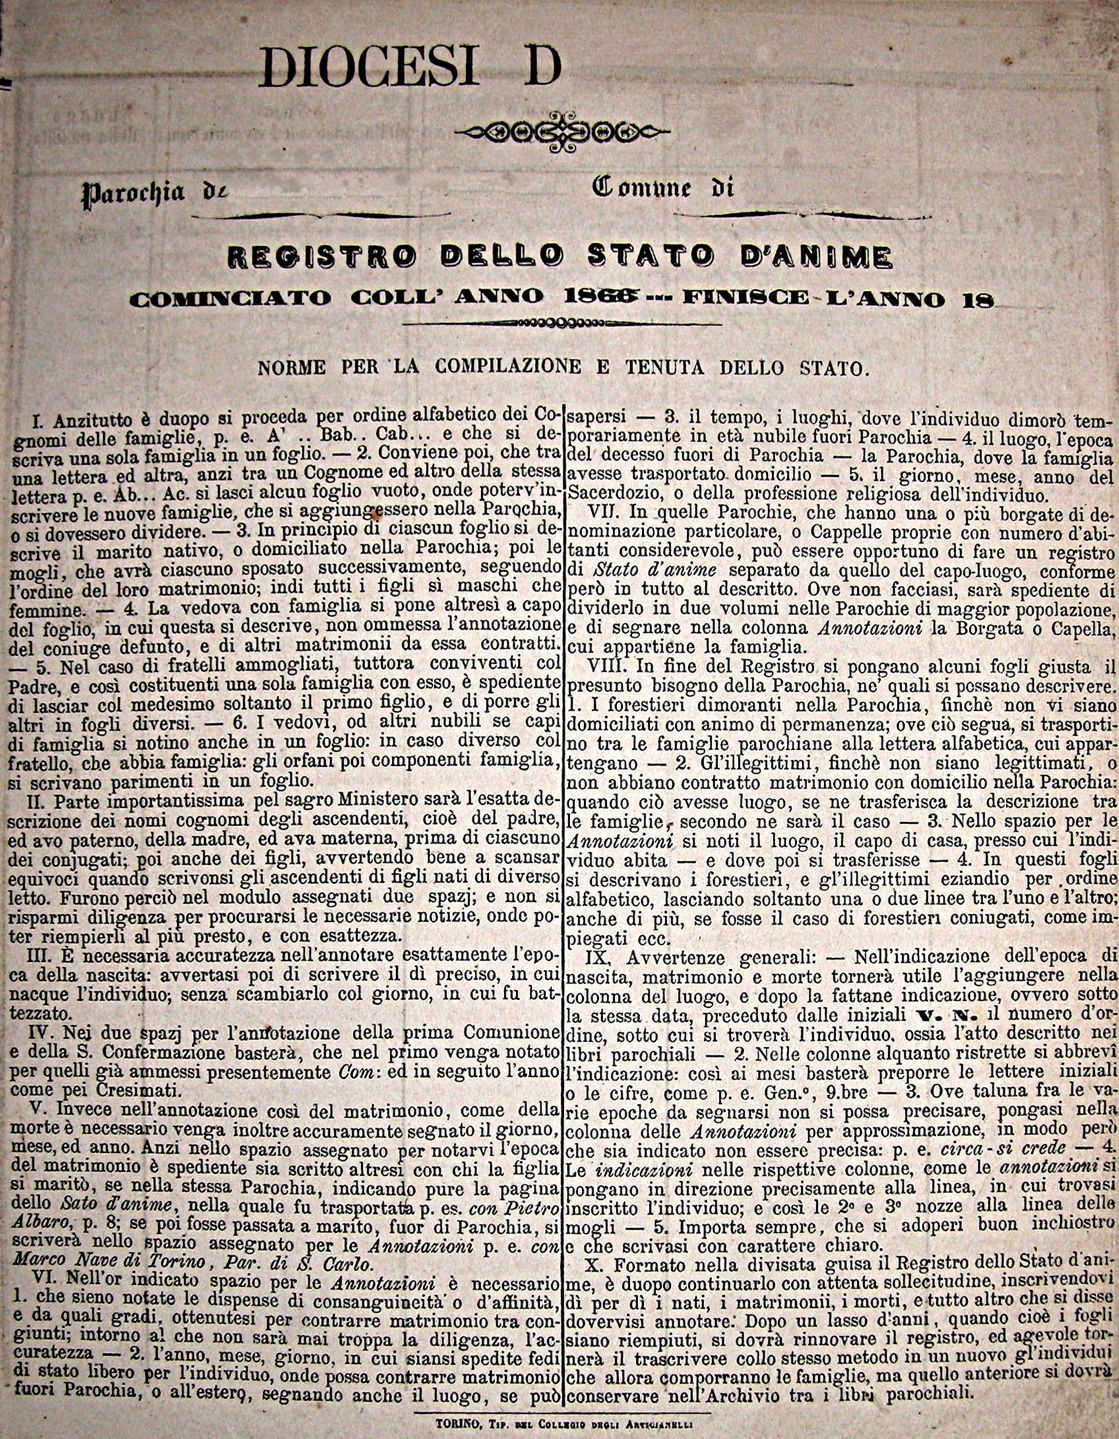 DIOCESI D
Parochia di
Comune di
REGISTRO DELLO STATO D'ANIME
COMINCIATO COLL' ANNO 1866 --- FINISCE L'ANNO 18
NORME PER LA COMPILAZIONE E TENUTA DELLO STATO.
I. Anzitutto è duopo si proceda per ordine alfabetico dei Co-
gnomi delle famiglie, p. e. A' .. Bab.. Cab... e che si de-
scriva una sola famiglia in un foglio. — 2. Conviene poi, che tra
una lettera ed altra, anzi tra un Cognome ed altro della stessa
lettera p. e. Ab... Ac. si lasci alcun foglio vuoto, onde poterv'in-
scrivere le nuove famiglie, che si aggiungessero nella Parochia,
o si dovessero dividere. — 3. In principio di ciascun foglio si de-
scrive il marito nativo, o domiciliato nella Parochia; poi le
mogli, che avrà ciascuno sposato successivamente, seguendo
l'ordine del loro matrimonio; indi tutti i figli sì maschi che
femmine. — 4. La vedova con famiglia si pone altresì a capo
del foglio, in cui questa si descrive, non ommessa l'annotazione
del coniuge defunto, e di altri matrimonii da essa contratti.
— 5. Nel caso di fratelli ammogliati, tuttora conviventi col
Padre, e così costituenti una sola famiglia con esso, è spediente
di lasciar col medesimo soltanto il primo figlio, e di porre gli
altri in fogli diversi. — 6. I vedovi, od altri nubili se capi
di famiglia si notino anche in un foglio: in caso diverso col
fratello, che abbia famiglia: gli orfani poi componenti famiglia,
si scrivano parimenti in un foglio.
II. Parte importantissima pel sagro Ministero sarà l'esatta de-
scrizione dei nomi cognomi degli ascendenti, cioè del padre,
ed avo paterno, della madre, ed ava materna, prima di ciascuno
dei conjugati; poi anche dei figli, avvertendo bene a scansar
equivoci quando scrivonsi gli ascendenti di figli nati di diverso
letto. Furono perciò nel modulo assegnati due spazj; e non si
risparmi diligenza per procurarsi le necessarie notizie, onde po-
ter riempierli al più presto, e con esattezza.
III. È necessaria accuratezza nell'annotare esattamente l'epo-
ca della nascita: avvertasi poi di scrivere il dì preciso, in cui
nacque l'individuo; senza scambiarlo col giorno, in cui fu bat-
tezzato.
IV. Nei due spazj per l'annotazione della prima Comunione
e della S. Confermazione basterà, che nel primo venga notato
per quelli già ammessi presentemente Com: ed in seguito l'anno
come pei Cresimati.
V. Invece nell'annotazione così del matrimonio, come della
morte è necessario venga inoltre accuramente segnato il giorno,
mese, ed anno. Anzi nello spazio assegnato per notarvi l'epoca
del matrimonio è spediente sia scritto altresì con chi la figlia
si maritò, se nella stessa Parochia, indicando pure la pagina
dello Sato d'anime, nella quale fu trasportata p. es. con Pietro
Albaro, p. 8; se poi fosse passata a marito, fuor di Parochia, si
scriverà nello spazio assegnato per le Annotazioni p. e. con
Marco Nave di Torino, Par. di S. Carlo.
VI. Nell'or indicato spazio per le Annotazioni è necessario
1. che sieno notate le dispense di consanguineità o d'affinità,
e da quali gradi, ottenutesi per contrarre matrimonio tra con-
giunti; intorno al che non sarà mai troppa la diligenza, l'ac-
curatezza — 2. l'anno, mese, giorno, in cui siansi spedite fedi
di stato libero per l'individuo, onde possa contrarre matrimonio
fuori Parochia, o all'estero, segnando anche il luogo, se può
sapersi — 3. il tempo, i luoghi, dove l'individuo dimorò tem-
porariamente in età nubile fuori Parochia — 4. il luogo, l'epoca
del decesso fuori di Parochia — la Parochia, dove la famiglia
avesse trasportato domicilio — 5. il giorno, mese, anno del
Sacerdozio, o della professione religiosa dell'individuo.
VII. In quelle Parochie, che hanno una o più borgate di de-
nominazione particolare, o Cappelle proprie con numero d'abi-
tanti considerevole, può essere opportuno di fare un registro
di Stato d'anime separato da quello del capo-luogo, conforme
però in tutto al descritto. Ove non facciasi, sarà spediente di
dividerlo in due volumi nelle Parochie di maggior popolazione,
e di segnare nella colonna Annotazioni la Borgata o Capella,
cui appartiene la famiglia.
VIII. In fine del Registro si pongano alcuni fogli giusta il
presunto bisogno della Parochia, ne' quali si possano descrivere
1. I forestieri dimoranti nella Parochia, finchè non vi siano
domiciliati con animo di permanenza; ove ciò segua, si trasporti-
no tra le famiglie parochiane alla lettera alfabetica, cui appar-
tengano — 2. Gl'illegittimi, finchè non siano legittimati, o
non abbiano contratto matrimonio con domicilio nella Parochia:
quando ciò avesse luogo, se ne trasferisca la descrizione tra
le famiglie, secondo ne sarà il caso — 3. Nello spazio per le
Annotazioni si noti il luogo, il capo di casa, presso cui l'indi-
viduo abita — e dove poi si trasferisse — 4. In questi fogli
si descrivano i forestieri, e gl'illegittimi eziandio per ordine
alfabetico, lasciando soltanto una o due linee tra l'uno e l'altro;
anche di più, se fosse il caso di forestieri coniugati, come im-
piegati ecc.
IX. Avvertenze generali: — Nell'indicazione dell'epoca di
nascita, matrimonio e morte tornerà utile l'aggiungere nella
colonna del luogo, e dopo la fattane indicazione, ovvero sotto
la stessa data, preceduto dalle iniziali V. N. il numero d'or-
dine, sotto cui si troverà l'individuo, ossia l'atto descritto nei
libri parochiali — 2. Nelle colonne alquanto ristrette si abbrevi
l'indicazione: così ai mesi basterà preporre le lettere iniziali
o le cifre, come p. e. Gen.º, 9.bre — 3. Ove taluna fra le va-
rie epoche da segnarsi non si possa precisare, pongasi nella
colonna delle Annotazioni per approssimazione, in modo però
che sia indicato non essere precisa: p. e. circa-si crede — 4.
Le indicazioni nelle rispettive colonne, come le annotazioni si
pongano in direzione precisamente alla linea, in cui trovasi
inscritto l'individuo; e così le 2e e 3e nozze alla linea delle
mogli — 5. Importa sempre, che si adoperi buon inchiostro
e che scrivasi con carattere chiaro.
X. Formato nella divisata guisa il Registro dello Stato d'ani-
me, è duopo continuarlo con attenta sollecitudine, inscrivendovi
dì per dì i nati, i matrimonii, i morti, e tutto altro che si disse
dovervisi annotare. Dopo un lasso d'anni, quando cioè i fogli
siano riempiuti, si dovrà rinnovare il registro, ed agevole tor-
nerà il trascrivere collo stesso metodo in un nuovo gl'individui
che allora comporranno le famiglie, ma quello anteriore si dovrà
conservare nell'Archivio tra i libri parochiali.
TORINO, TIP. DEL COLLEGIO DEGLI ARTIGIANELLI